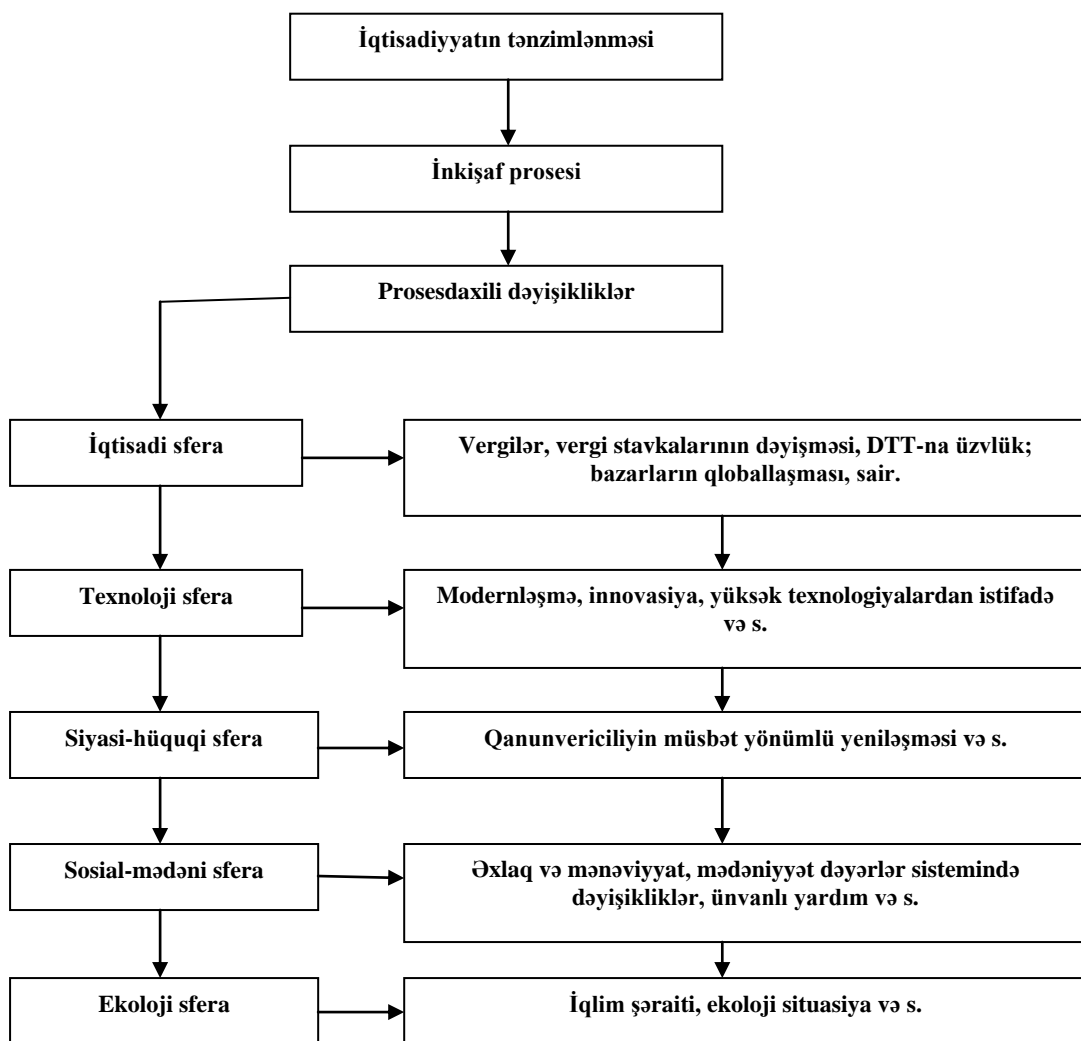 İqtisadiyyatın tənzimlənməsi
İnkişaf prosesi
Prosesdaxili dəyişikliklər
İqtisadi sfera
Vergilər, vergi stavkalarının dəyişməsi, DTT-na üzvlük;
bazarların qloballaşması, sair.
Texnoloji sfera
Modernləşmə, innovasiya, yüksək texnologiyalardan istifadə
və s.
Siyasi-hüquqi sfera
Qanunvericiliyin müsbət yönümlü yeniləşməsi və s.
Sosial-mədəni sfera
Əxlaq və mənəviyyat, mədəniyyət dəyərlər sistemində
dəyişikliklər, ünvanlı yardım və s.
Ekoloji sfera
İqlim şəraiti, ekoloji situasiya və s.